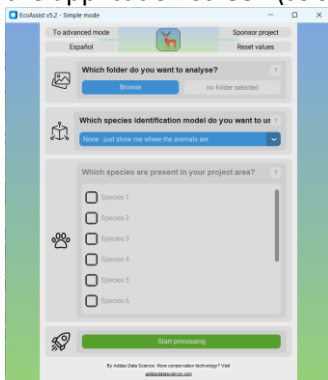 EcoAssist v5.2 - Simple mode
To advanced mode
Sponsor project
Español
Reset values
Which folder do you want to analyse?
?
Browse
no folder selected
Which species identification model do you want to us
?
None - just show me where the animals are
Which species are present in your project area?
?
Species 1
Species 2
Species 3
Species 4
Species 5
Species 6
Start processing
By Addax Data Science. More conservation technology? Visit
addaxdatascience.com